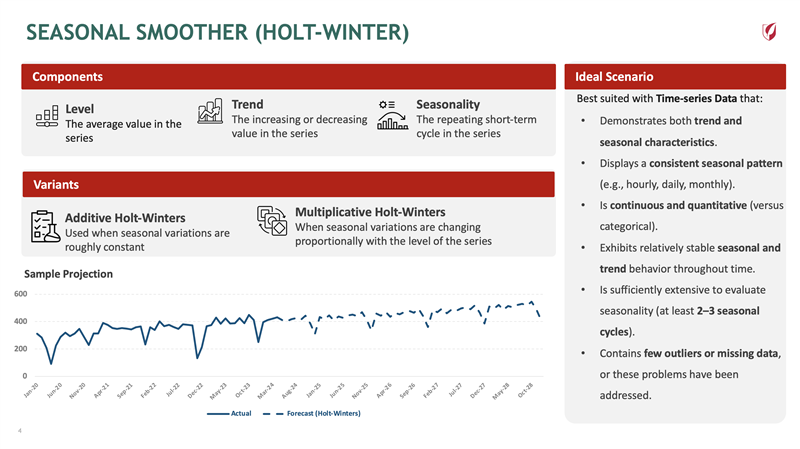 SEASONAL SMOOTHER (HOLT-WINTER)
Components
Level
The average value in the
series
Trend
The increasing or decreasing
value in the series
Seasonality
The repeating short-term
cycle in the series
Variants
Additive Holt-Winters
Used when seasonal variations are
roughly constant
Multiplicative Holt-Winters
When seasonal variations are changing
proportionally with the level of the series
Sample Projection
600
400
200
0
Jan-20
Jun-20
Nov-20
Apr-21
Sep-21
Feb-22
Jul-22
Dec-22
May-23
Oct-23
Mar-24
Aug-24
Jan-25
Jun-25
Nov-25
Apr-26
Sep-26
Feb-27
Jul-27
Dec-27
May-28
Oct-28
Actual
Forecast (Holt-Winters)
Ideal Scenario
Best suited with Time-series Data that:
• Demonstrates both trend and
seasonal characteristics.
• Displays a consistent seasonal pattern
(e.g., hourly, daily, monthly).
• Is continuous and quantitative (versus
categorical).
• Exhibits relatively stable seasonal and
trend behavior throughout time.
• Is sufficiently extensive to evaluate
seasonality (at least 2–3 seasonal
cycles).
• Contains few outliers or missing data,
or these problems have been
addressed.
4